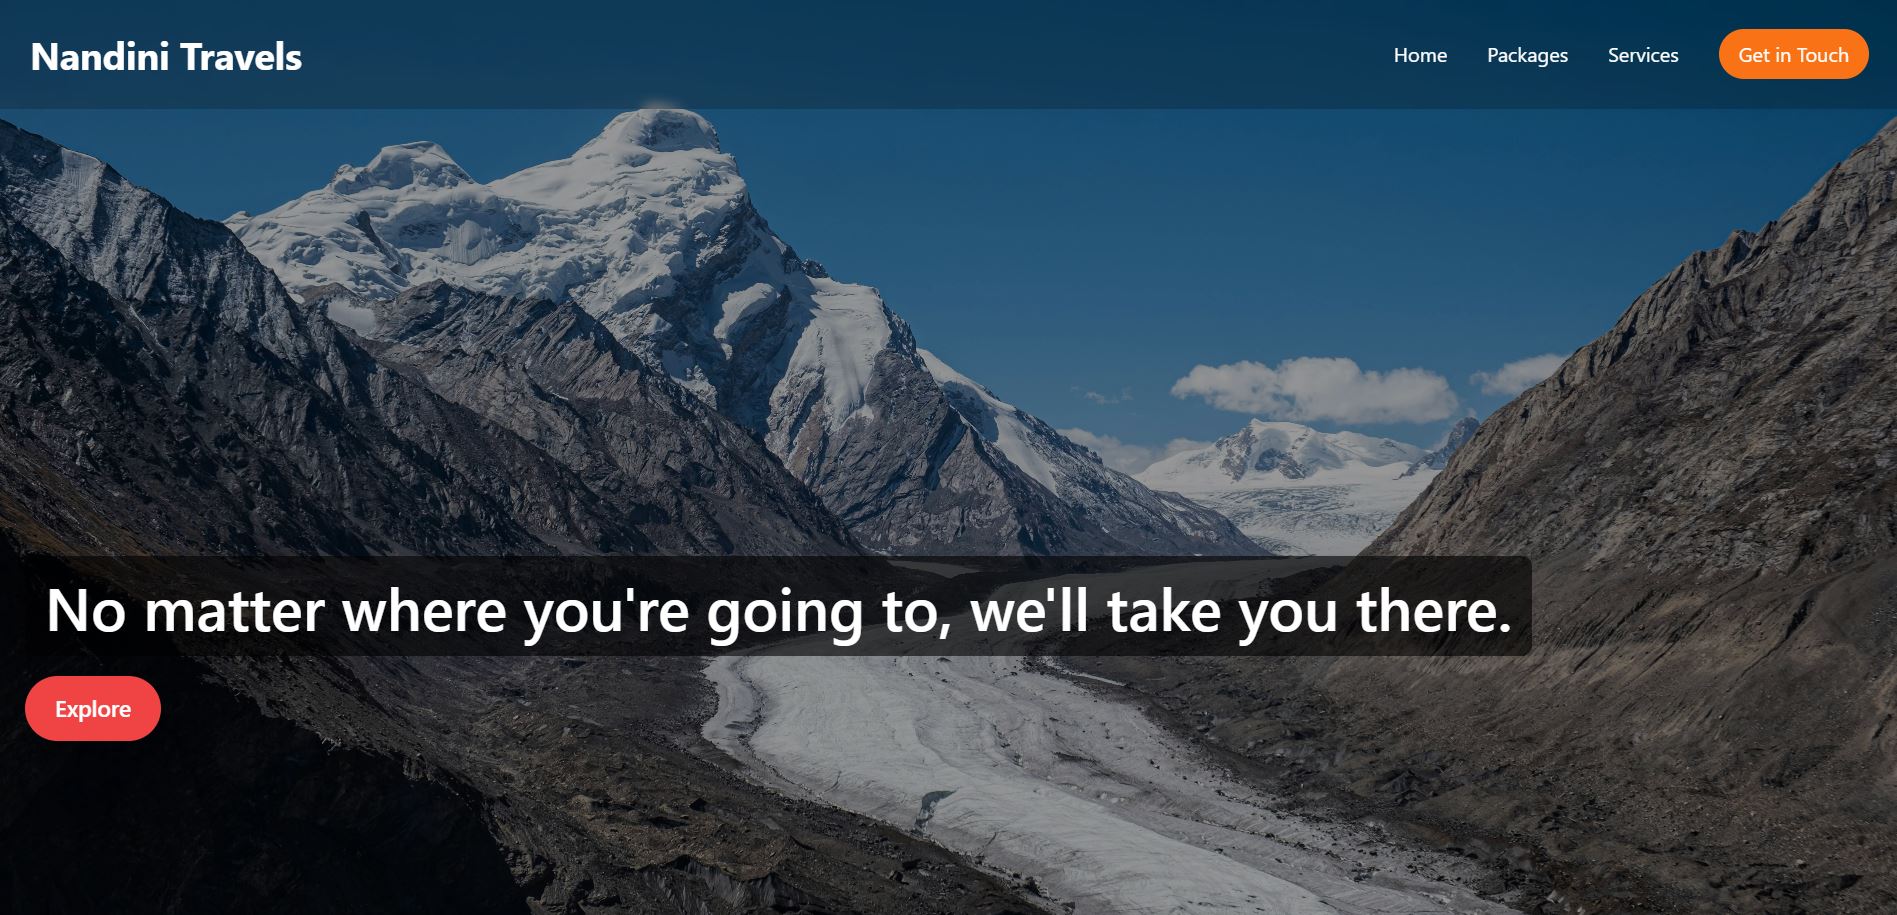 Nandini Travels
Home
Packages
Services
Get in Touch
No matter where you're going to, we'll take you there.
Explore